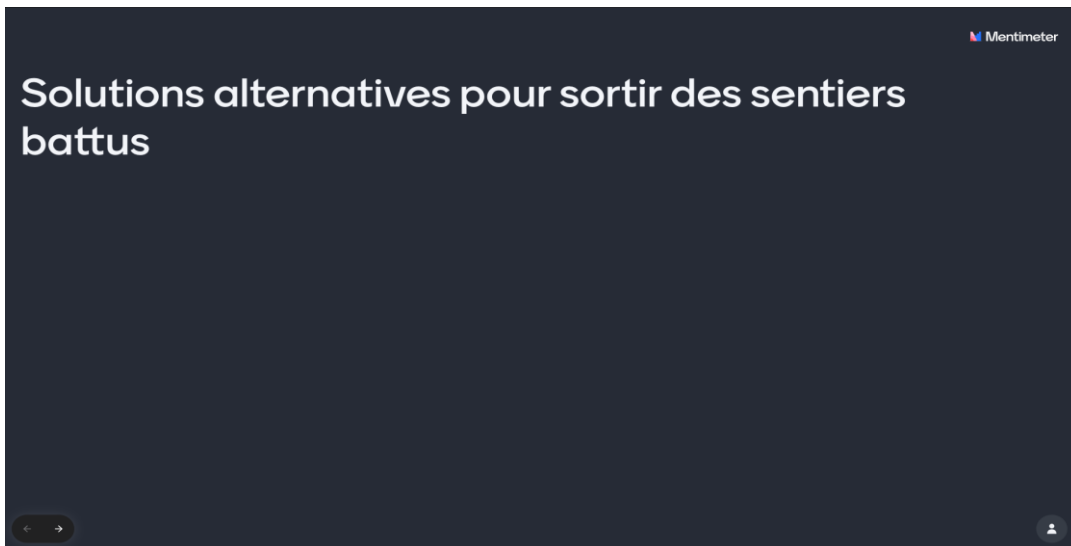 Mentimeter
Solutions alternatives pour sortir des sentiers
battus